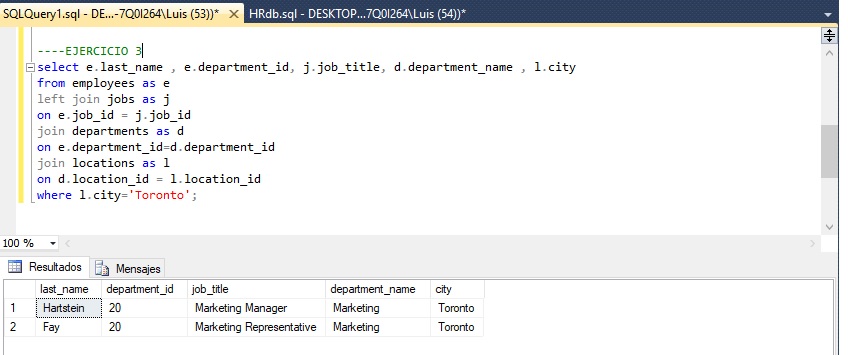 SQLQuery1.sql - DE...-7Q0I264\Luis (53))* HRdb.sql - DESKTOP...7Q0I264\Luis (54))*
----EJERCICIO 3
select e.last_name , e.department_id, j.job_title, d.department_name , l.city
from employees as e
left join jobs as j
on e.job_id = j.job_id
join departments as d
on e.department_id=d.department_id
join locations as l
on d.location_id = l.location_id
where l.city='Toronto';
100 %
Resultados Mensajes
last_name department_id job_title department_name city
1 Hartstein 20 Marketing Manager Marketing Toronto
2 Fay 20 Marketing Representative Marketing Toronto